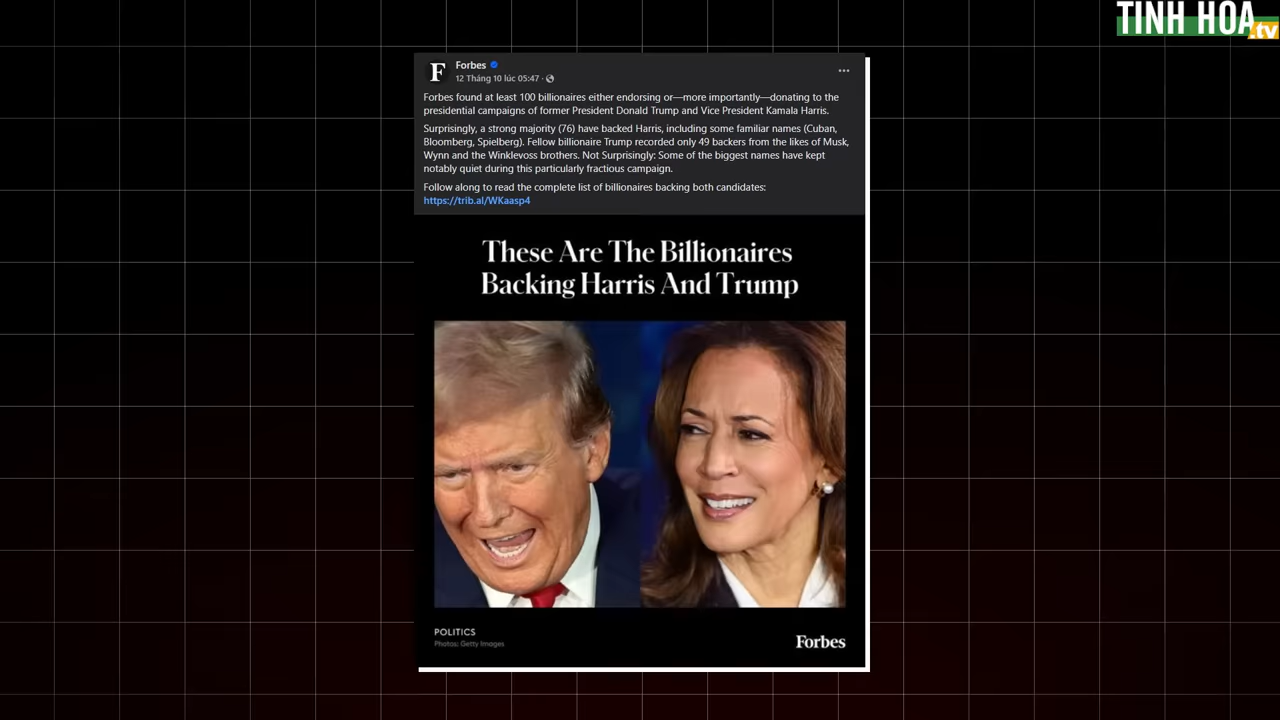 TINH HOA
.tv
Forbes
12 Tháng 10 lúc 05:47 ·
Forbes found at least 100 billionaires either endorsing or—more importantly—donating to the
presidential campaigns of former President Donald Trump and Vice President Kamala Harris.
Surprisingly, a strong majority (76) have backed Harris, including some familiar names (Cuban,
Bloomberg, Spielberg). Fellow billionaire Trump recorded only 49 backers from the likes of Musk,
Wynn and the Winklevoss brothers. Not Surprisingly: Some of the biggest names have kept
notably quiet during this particularly fractious campaign.
Follow along to read the complete list of billionaires backing both candidates:
https://trib.al/WKaasp4
These Are The Billionaires
Backing Harris And Trump
POLITICS
Photos: Getty Images
Forbes